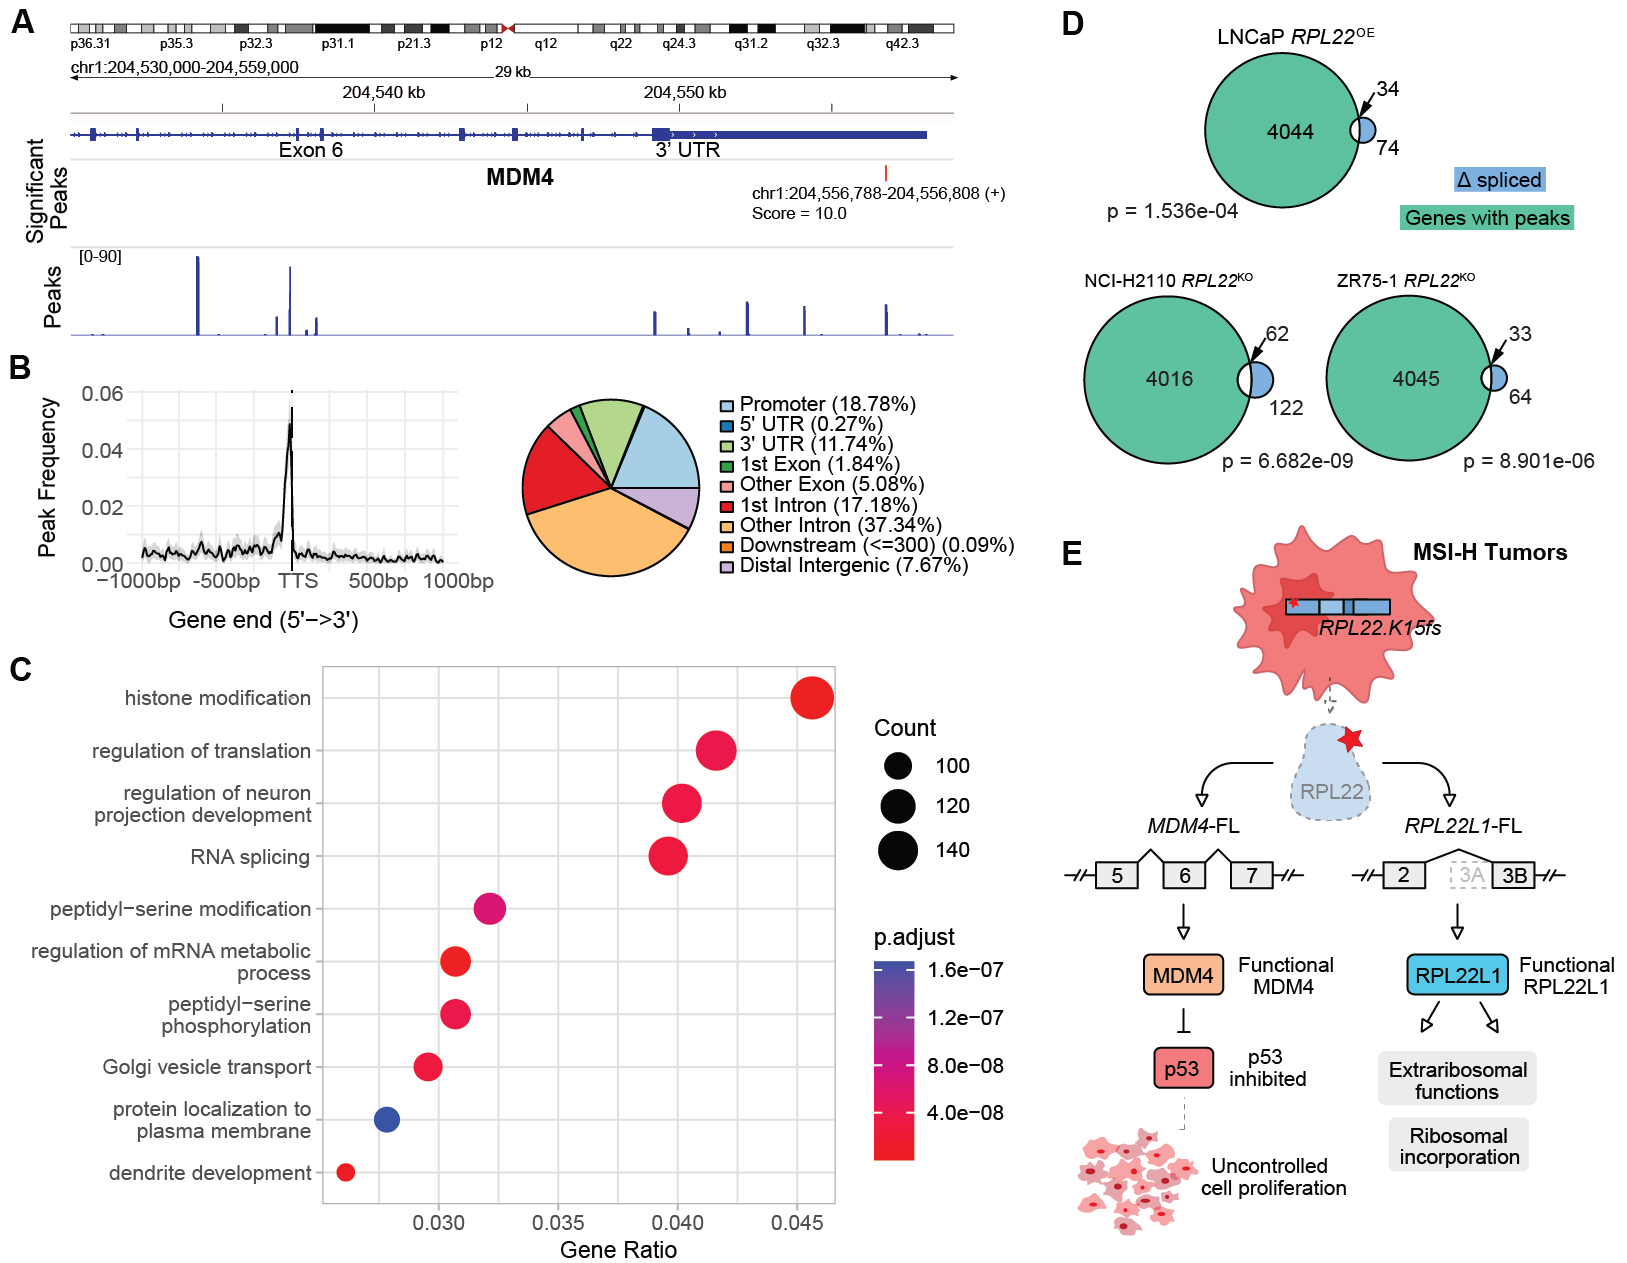 A
p36.31 p35.3 p32.3 p31.1 p21.3 p12 q12 q22 q24.3 q31.2 q32.3 q42.3
chr1:204,530,000-204,559,000
29 kb
204,540 kb 204,550 kb
Exon 6 3' UTR
MDM4
Significant
Peaks
chr1:204,556,788-204,556,808 (+)
Score = 10.0
Peaks
[0-90]
B
Peak Frequency
0.06
0.04
0.02
0.00
−1000bp −500bp TTS 500bp 1000bp
Gene end (5'−>3')
Promoter (18.78%)
5' UTR (0.27%)
3' UTR (11.74%)
1st Exon (1.84%)
Other Exon (5.08%)
1st Intron (17.18%)
Other Intron (37.34%)
Downstream (<=300) (0.09%)
Distal Intergenic (7.67%)
C
histone modification
regulation of translation
regulation of neuron
projection development
RNA splicing
peptidyl−serine modification
regulation of mRNA metabolic
process
peptidyl−serine
phosphorylation
Golgi vesicle transport
protein localization to
plasma membrane
dendrite development
0.030 0.035 0.040 0.045
Gene Ratio
Count
100
120
140
p.adjust
1.6e−07
1.2e−07
8.0e−08
4.0e−08
D
LNCaP RPL22OE
34
4044
74
p = 1.536e-04
Δ spliced
Genes with peaks
NCI-H2110 RPL22KO
62
4016
122
p = 6.682e-09
ZR75-1 RPL22KO
33
4045
64
p = 8.901e-06
E
MSI-H Tumors
RPL22.K15fs
RPL22
MDM4-FL
5 6 7
MDM4
Functional
MDM4
p53
p53
inhibited
Uncontrolled
cell proliferation
RPL22L1-FL
2 3A 3B
RPL22L1
Functional
RPL22L1
Extraribosomal
functions
Ribosomal
incorporation